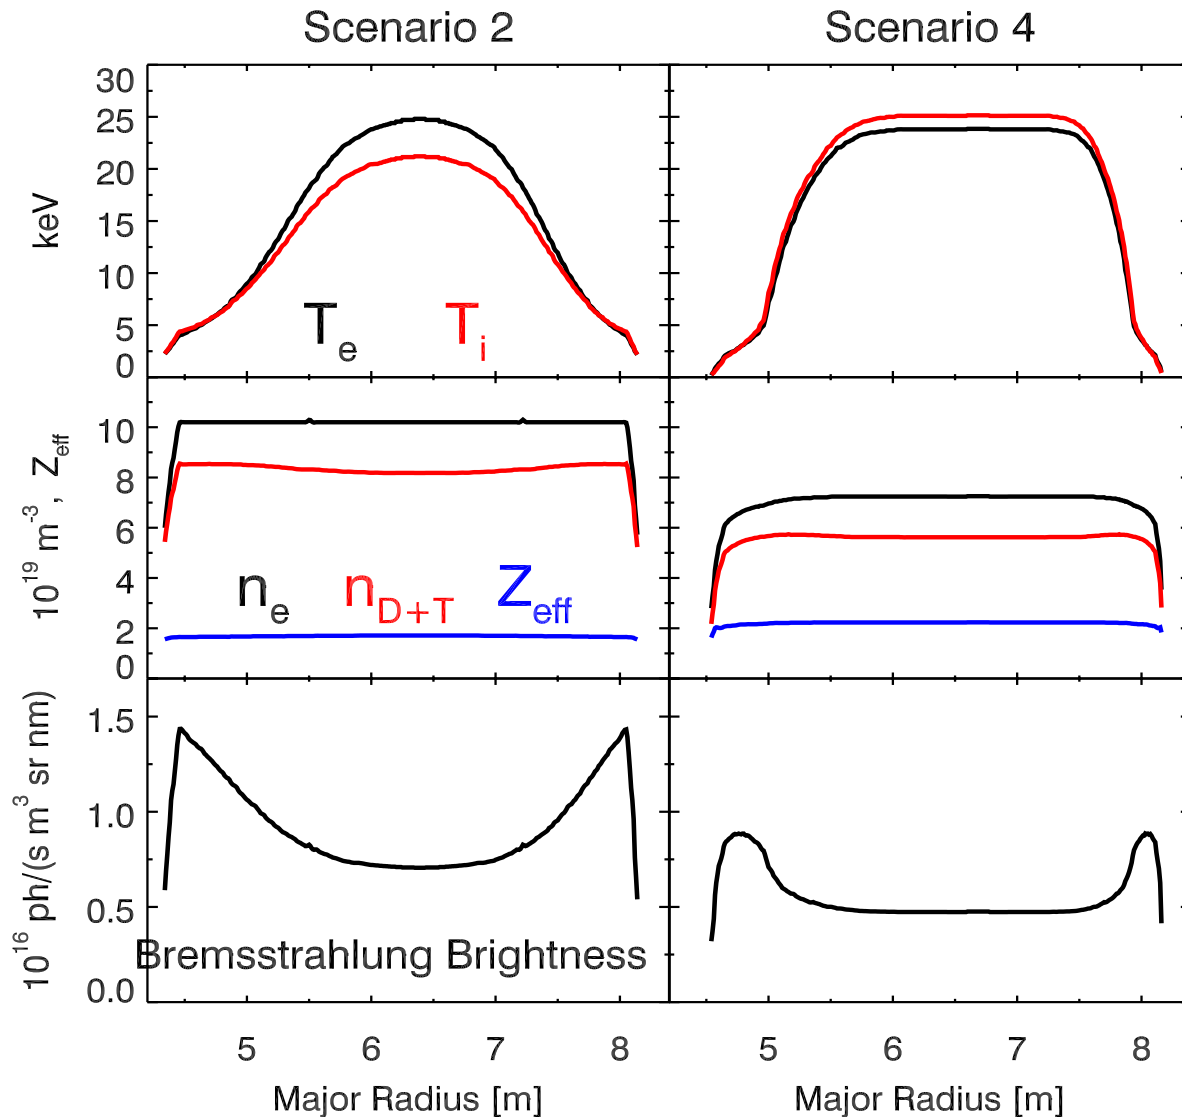 Scenario 2
Scenario 4
keV
30
25
20
15
10
5
0
Te
Ti
10^19 m^-3, Zeff
10
8
6
4
2
0
ne
nD+T
Zeff
10^16 ph/(s m^3 sr nm)
1.5
1.0
0.5
0.0
Bremsstrahlung Brightness
5 6 7 8
5 6 7 8
Major Radius [m]
Major Radius [m]